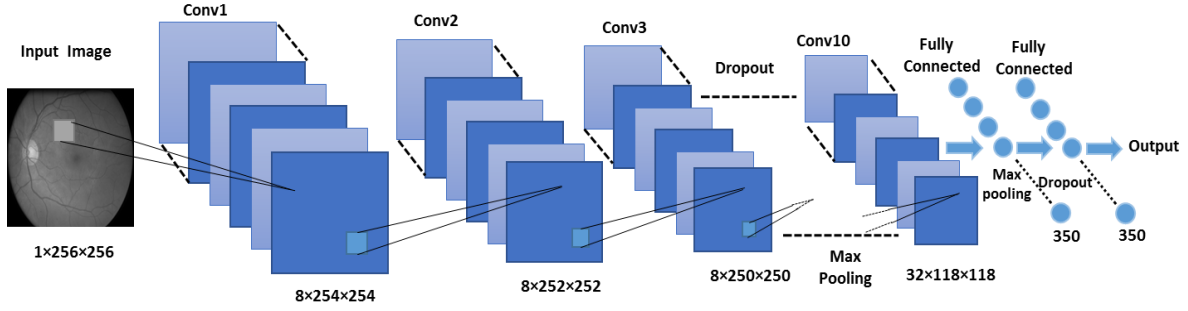 Input Image
1×256×256
Conv1
8×254×254
Conv2
8×252×252
Conv3
8×250×250
Dropout
Max
Pooling
Conv10
32×118×118
Fully
Connected
Max
pooling
350
Fully
Connected
Dropout
350
Output